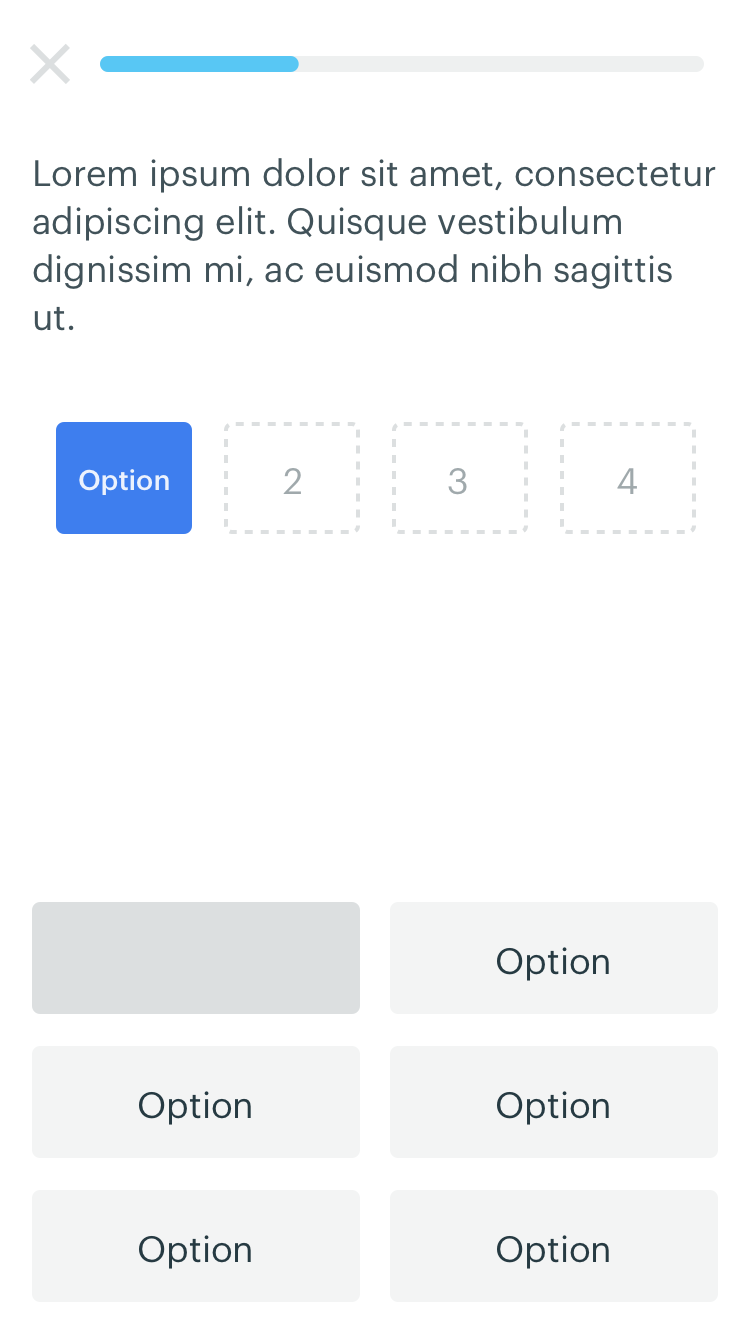 Lorem ipsum dolor sit amet, consectetur
adipiscing elit. Quisque vestibulum
dignissim mi, ac euismod nibh sagittis
ut.
Option 2 3 4
Option
Option Option
Option Option